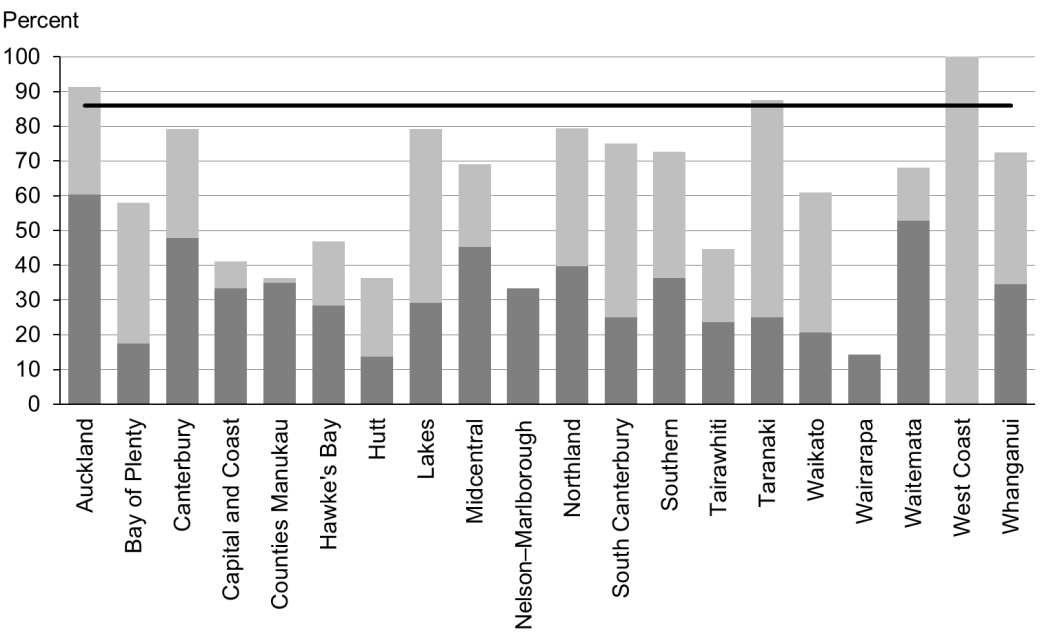 Percent
100
90
80
70
60
50
40
30
20
10
0
Auckland
Bay of Plenty
Canterbury
Capital and Coast
Counties Manukau
Hawke's Bay
Hutt
Lakes
Midcentral
Nelson–Marlborough
Northland
South Canterbury
Southern
Tairawhiti
Taranaki
Waikato
Wairarapa
Waitemata
West Coast
Whanganui